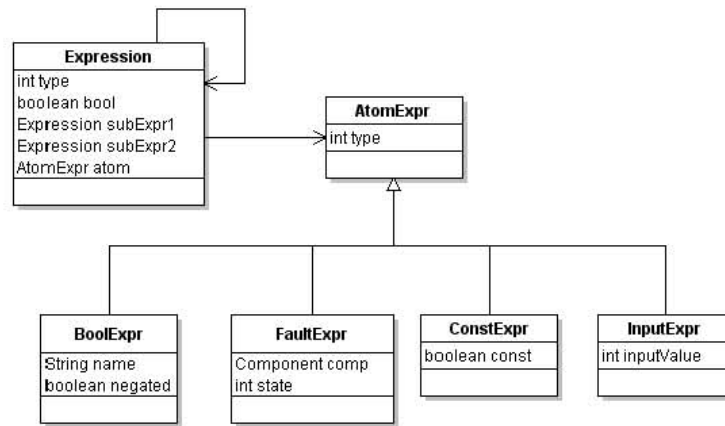 Expression
int type
boolean bool
Expression subExpr1
Expression subExpr2
AtomExpr atom
AtomExpr
int type
BoolExpr
String name
boolean negated
FaultExpr
Component comp
int state
ConstExpr
boolean const
InputExpr
int inputValue